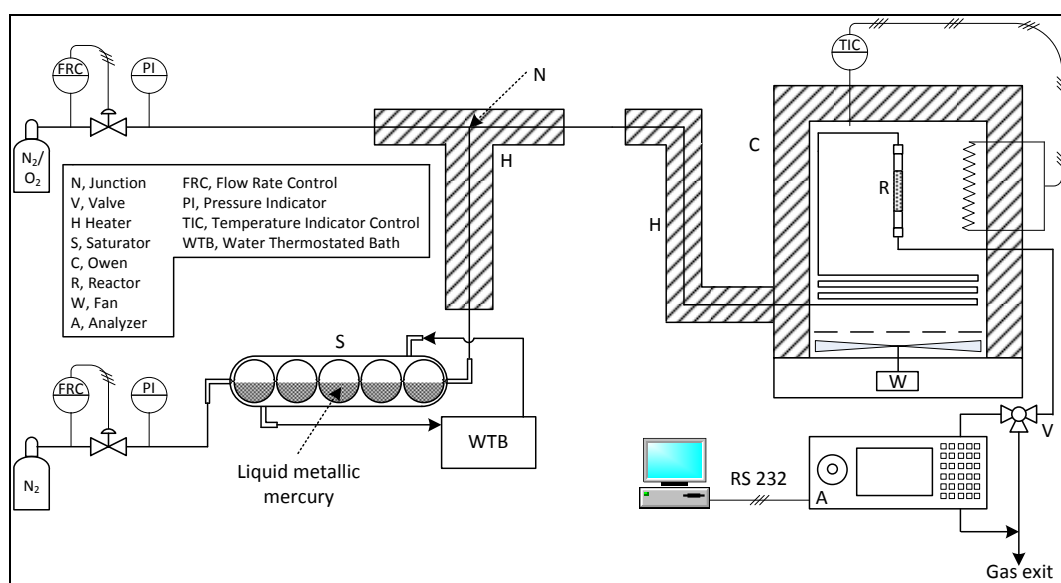 FRC
PI
N
TIC
N₂/
O₂
H
C
R
N, Junction
V, Valve
H Heater
S, Saturator
C, Owen
R, Reactor
W, Fan
A, Analyzer
FRC, Flow Rate Control
PI, Pressure Indicator
TIC, Temperature Indicator Control
WTB, Water Thermostated Bath
H
S
FRC
PI
W
N₂
WTB
Liquid metallic
mercury
V
RS 232
A
Gas exit